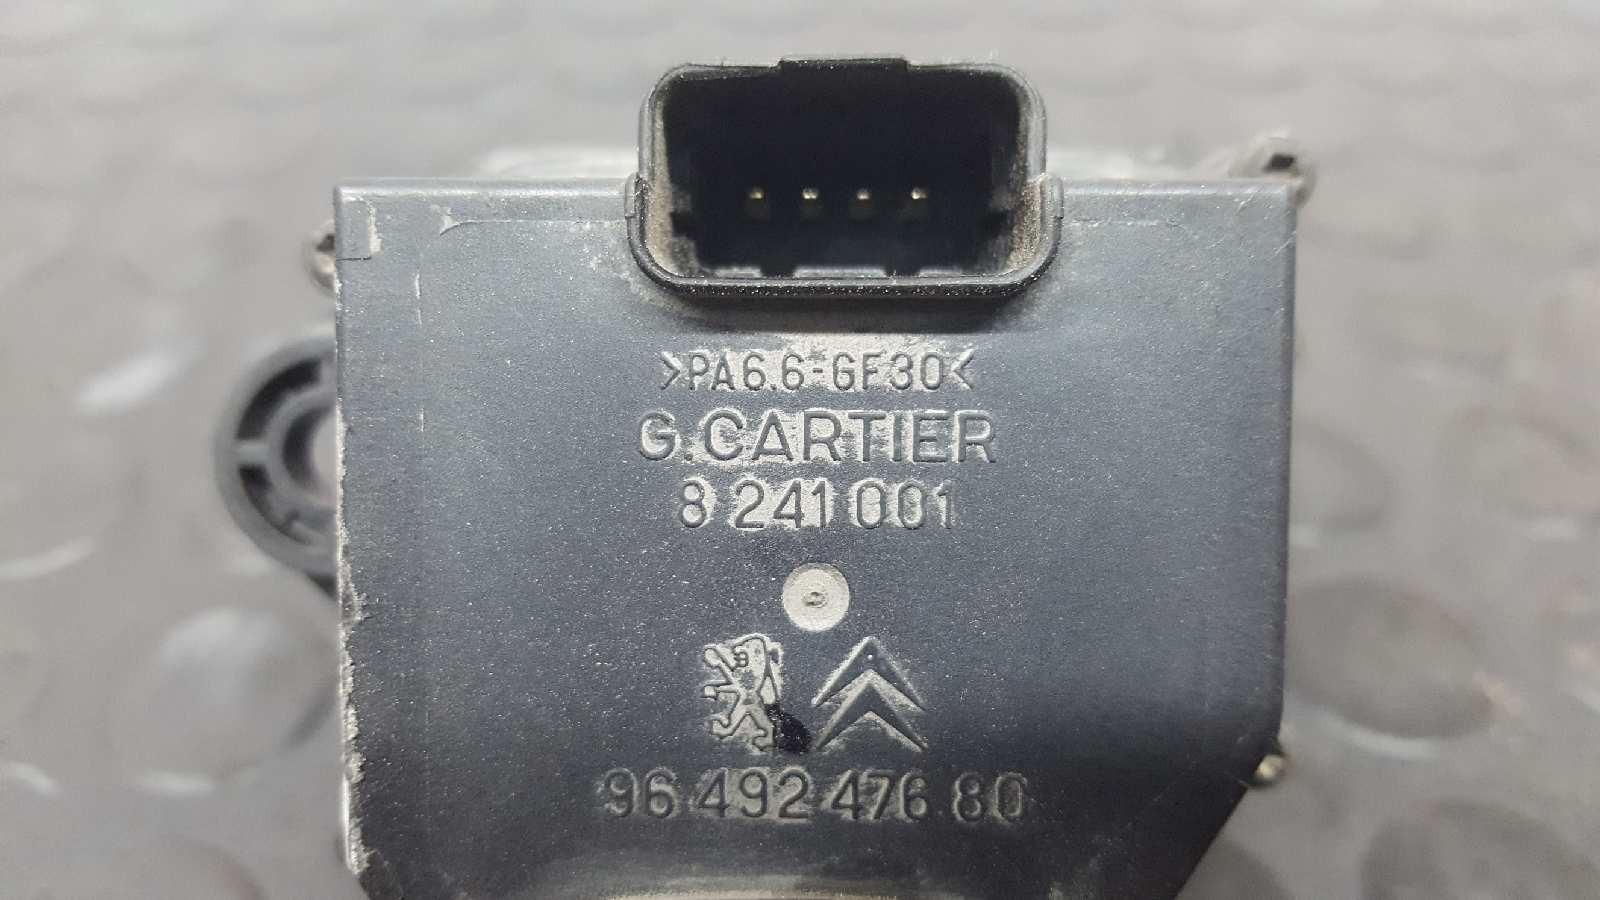 >PA6.6-GF30<
G.CARTIER
8 241 001
96 492 476 80